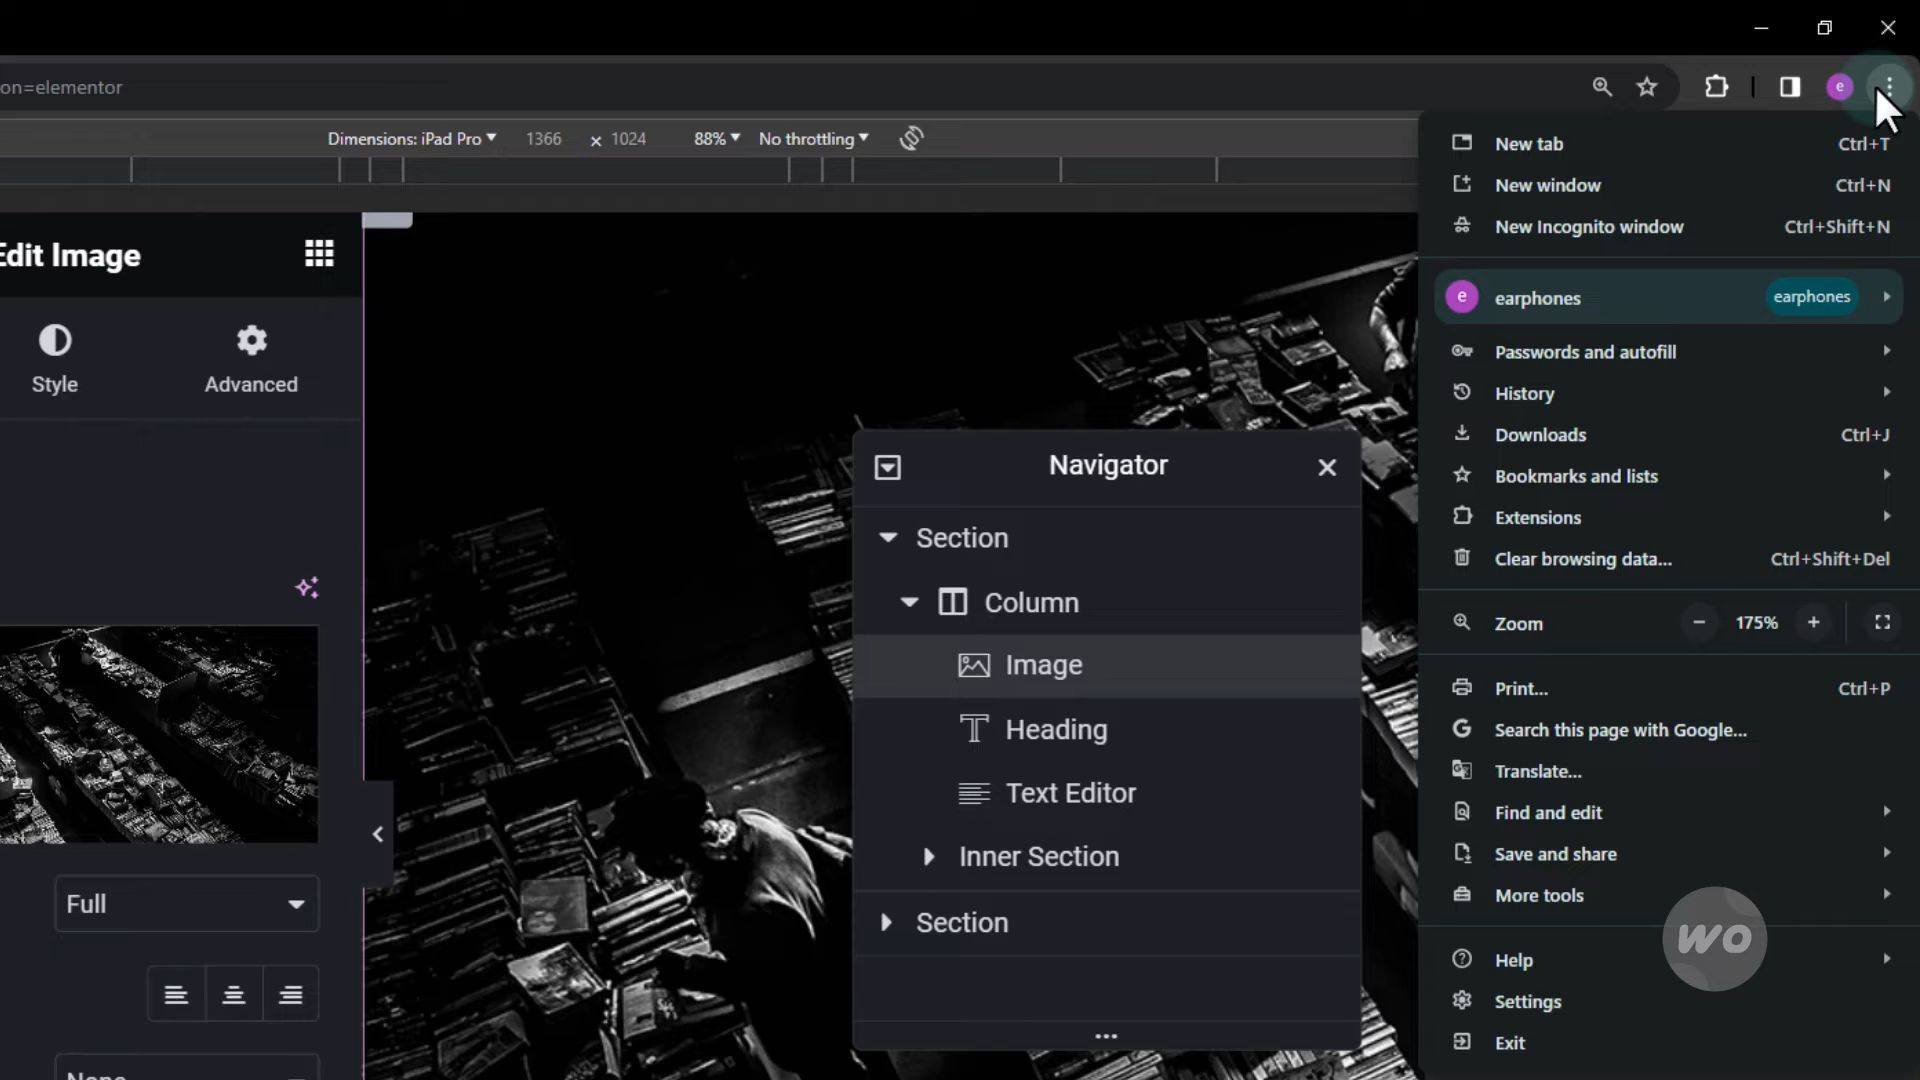 on=elementor
e
Dimensions: iPad Pro 1366 x 1024 88% No throttling
Edit Image
Style
Advanced
Full
Navigator
Section
Column
Image
Heading
Text Editor
Inner Section
Section
New tab Ctrl+T
New window Ctrl+N
New Incognito window Ctrl+Shift+N
e earphones earphones
Passwords and autofill
History
Downloads Ctrl+J
Bookmarks and lists
Extensions
Clear browsing data... Ctrl+Shift+Del
Zoom - 175% +
Print... Ctrl+P
Search this page with Google...
Translate...
Find and edit
Save and share
More tools
Help
Settings
Exit
wo